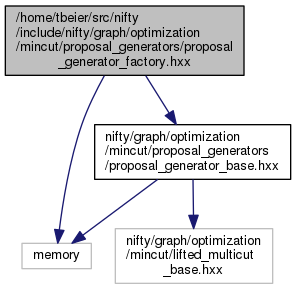 /home/tbeier/src/nifty
/include/nifty/graph/optimization
/mincut/proposal_generators/proposal
_generator_factory.hxx
nifty/graph/optimization
/mincut/proposal_generators
/proposal_generator_base.hxx
memory
nifty/graph/optimization
/mincut/lifted_multicut
_base.hxx